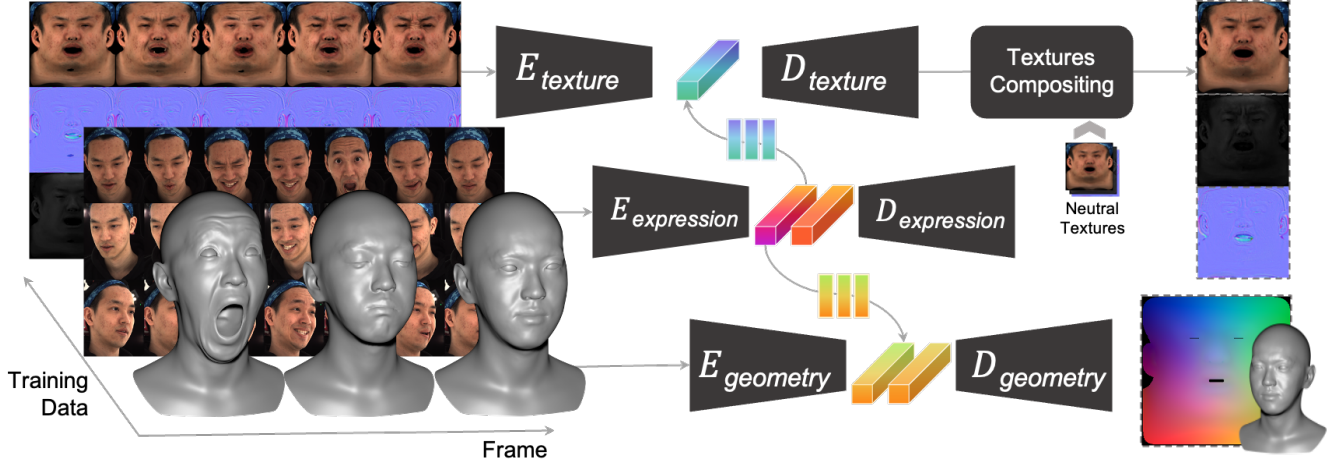 E texture
D texture
Textures
Compositing
E expression
D expression
Neutral
Textures
E geometry
D geometry
Training
Data
Frame